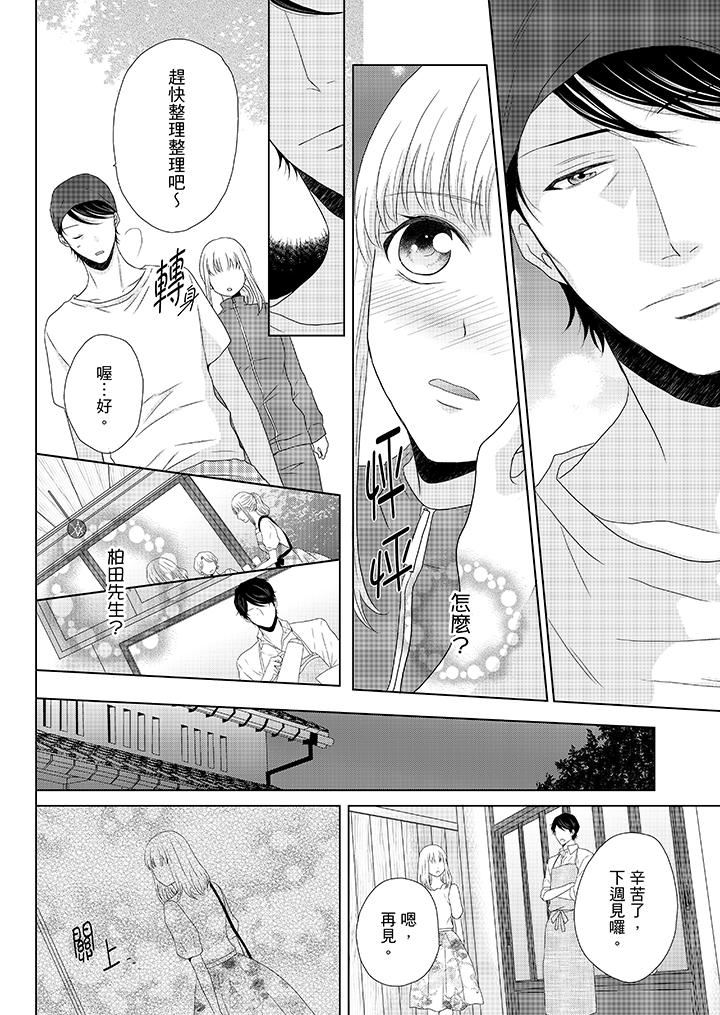 怦
怦
怎麼?
趕快整理整理吧～
轉身
喔…好。
柏田先生?
辛苦了,
下週見囉。
嗯,
再見。
關上